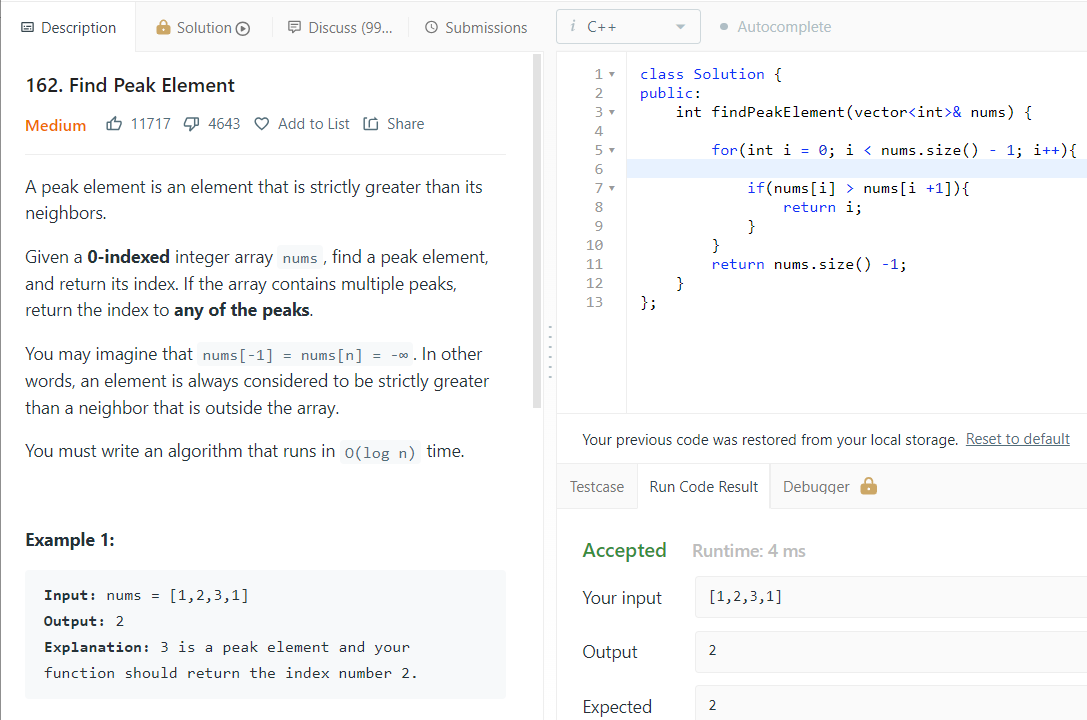 Description
Solution
Discuss (99...
Submissions
i C++
Autocomplete
162. Find Peak Element
Medium 11717 4643 Add to List Share
A peak element is an element that is strictly greater than its
neighbors.
Given a 0-indexed integer array nums , find a peak element,
and return its index. If the array contains multiple peaks,
return the index to any of the peaks.
You may imagine that nums[-1] = nums[n] = -∞ . In other
words, an element is always considered to be strictly greater
than a neighbor that is outside the array.
You must write an algorithm that runs in O(log n) time.
Example 1:
Input: nums = [1,2,3,1]
Output: 2
Explanation: 3 is a peak element and your
function should return the index number 2.
1 class Solution {
2 public:
3     int findPeakElement(vector<int>& nums) {
4
5         for(int i = 0; i < nums.size() - 1; i++){
6
7             if(nums[i] > nums[i +1]){
8                 return i;
9             }
10         }
11         return nums.size() -1;
12     }
13 };
Your previous code was restored from your local storage. Reset to default
Testcase
Run Code Result
Debugger
Accepted Runtime: 4 ms
Your input [1,2,3,1]
Output 2
Expected 2